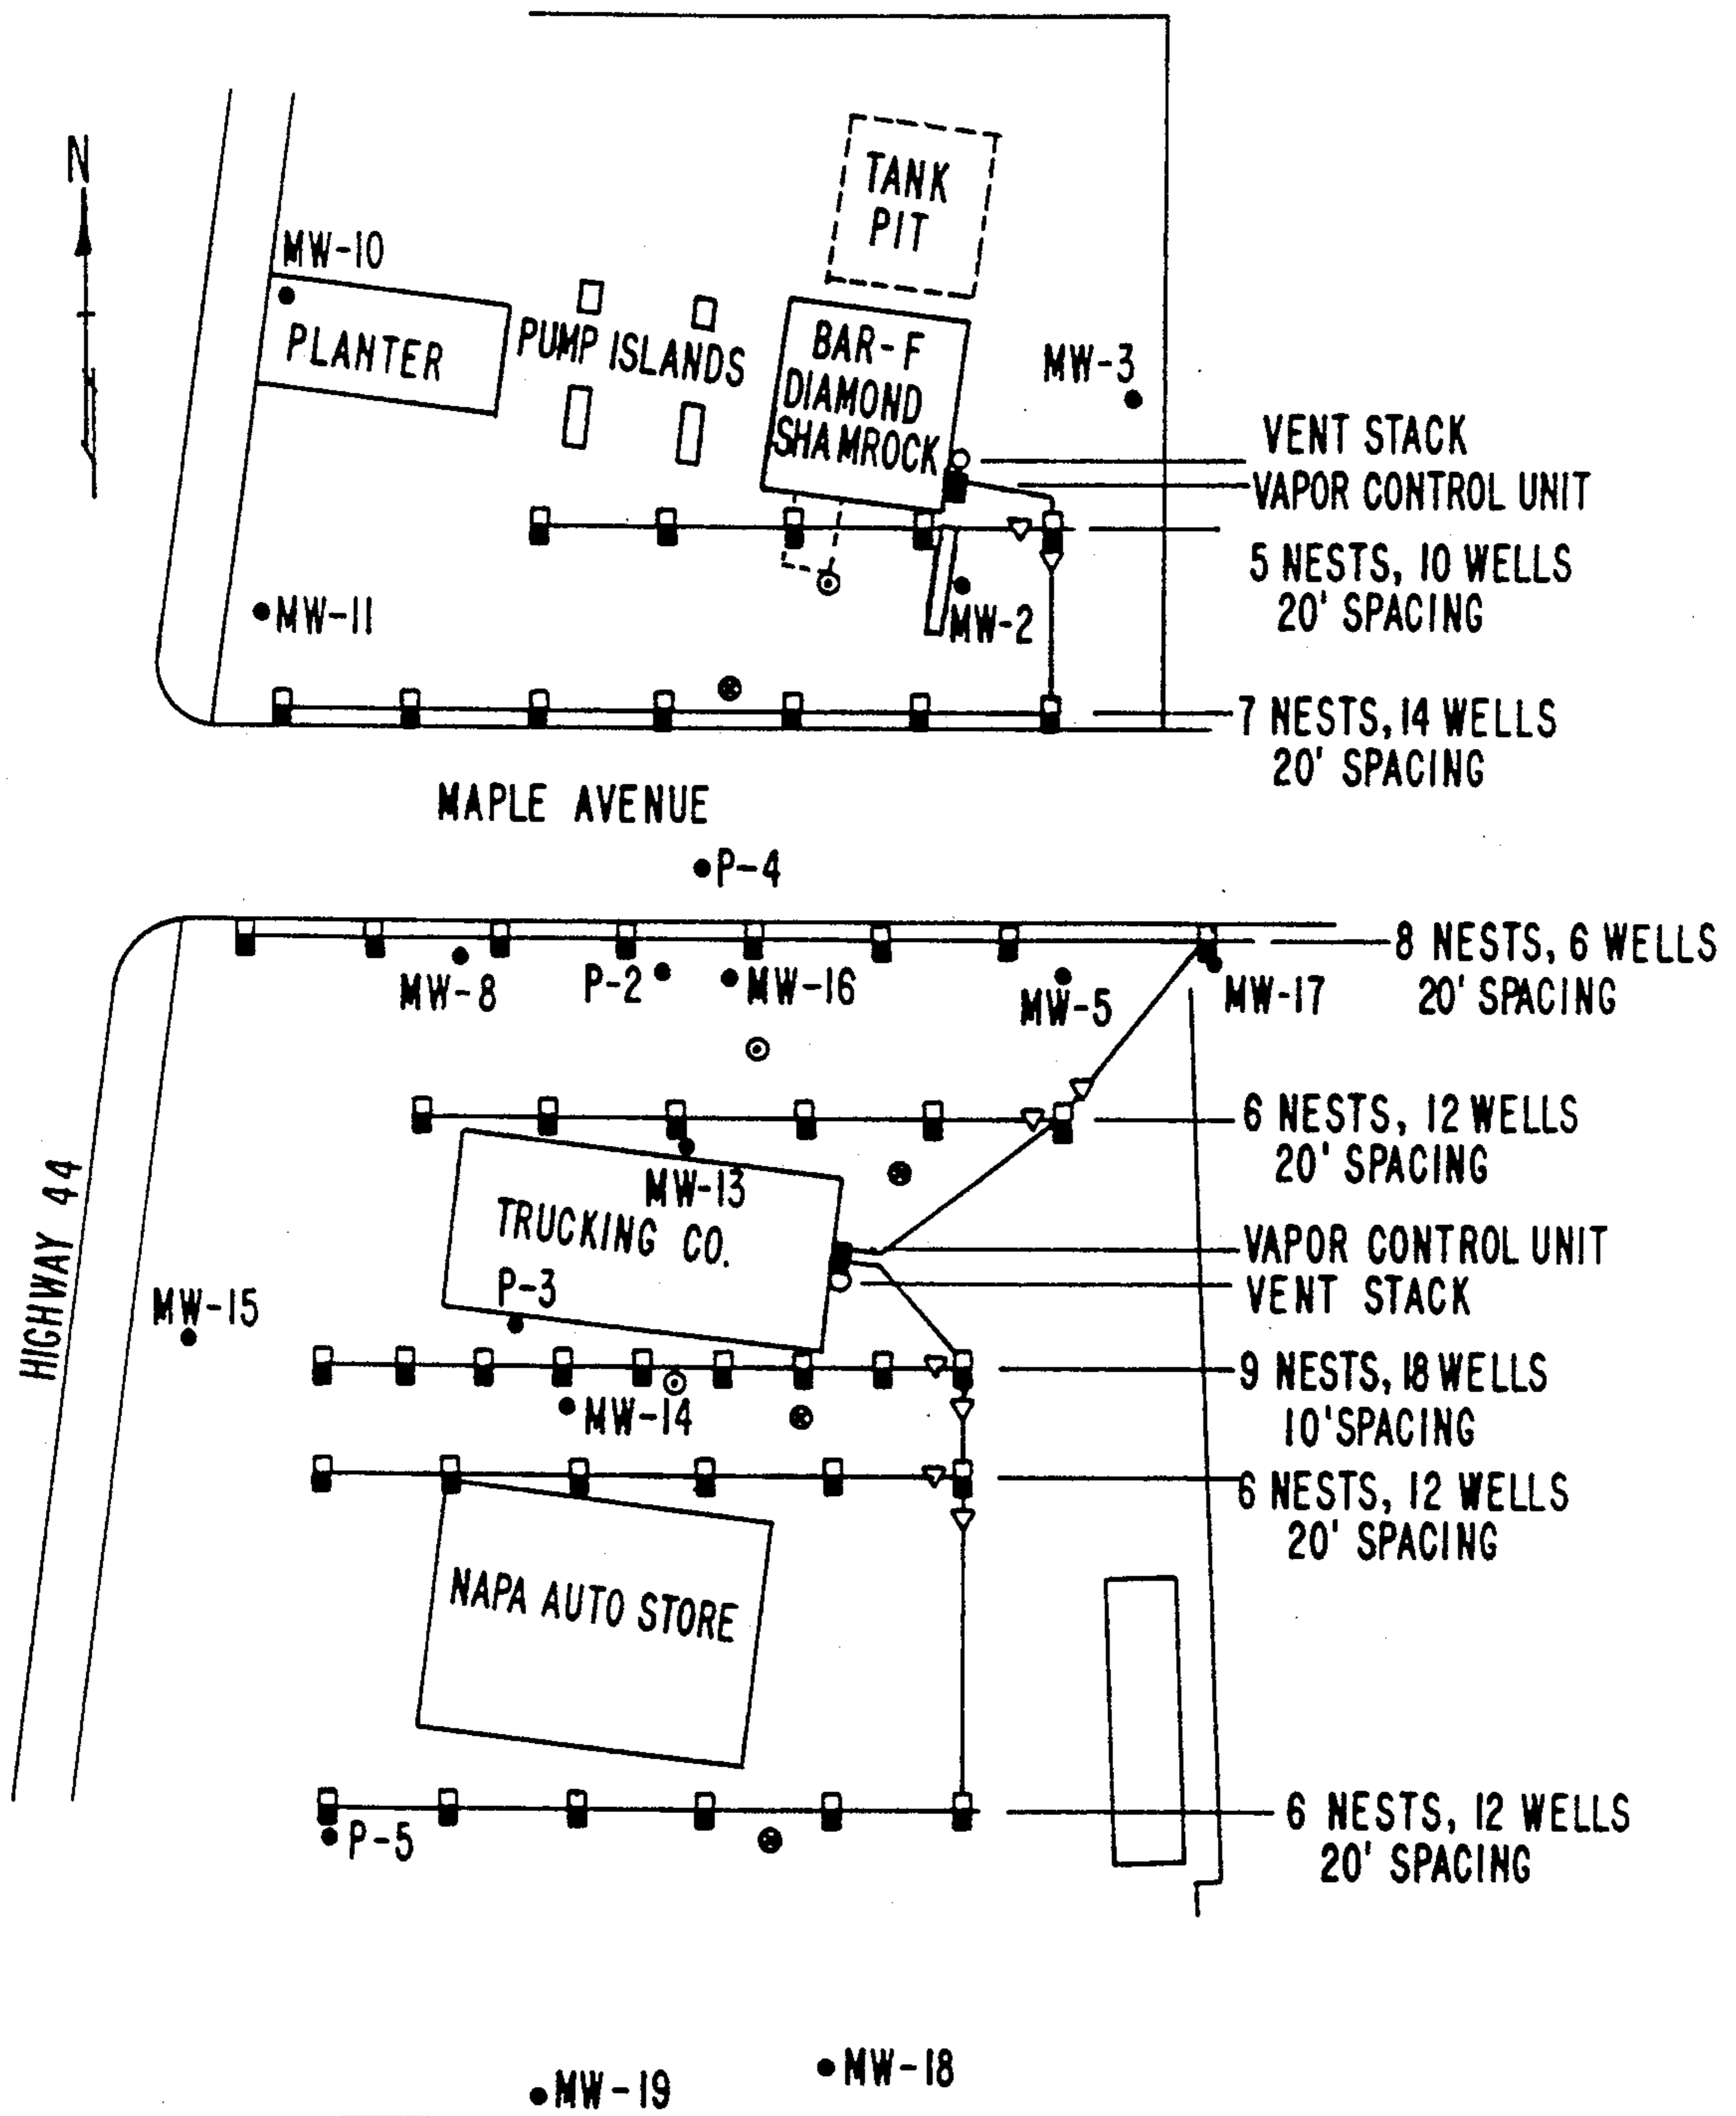 N
TANK
PIT
MW-10
PLANTER
PUMP ISLANDS
BAR-F
DIAMOND
SHAMROCK
MW-3
VENT STACK
VAPOR CONTROL UNIT
5 NESTS, 10 WELLS
20' SPACING
MW-11
MW-2
7 NESTS, 14 WELLS
20' SPACING
MAPLE AVENUE
P-4
8 NESTS, 6 WELLS
20' SPACING
MW-8
P-2
MW-16
MW-5
MW-17
6 NESTS, 12 WELLS
20' SPACING
MW-13
TRUCKING CO.
P-3
VAPOR CONTROL UNIT
VENT STACK
HIGHWAY 44
MW-15
9 NESTS, 18 WELLS
10' SPACING
MW-14
6 NESTS, 12 WELLS
20' SPACING
NAPA AUTO STORE
6 NESTS, 12 WELLS
20' SPACING
P-5
MW-18
MW-19